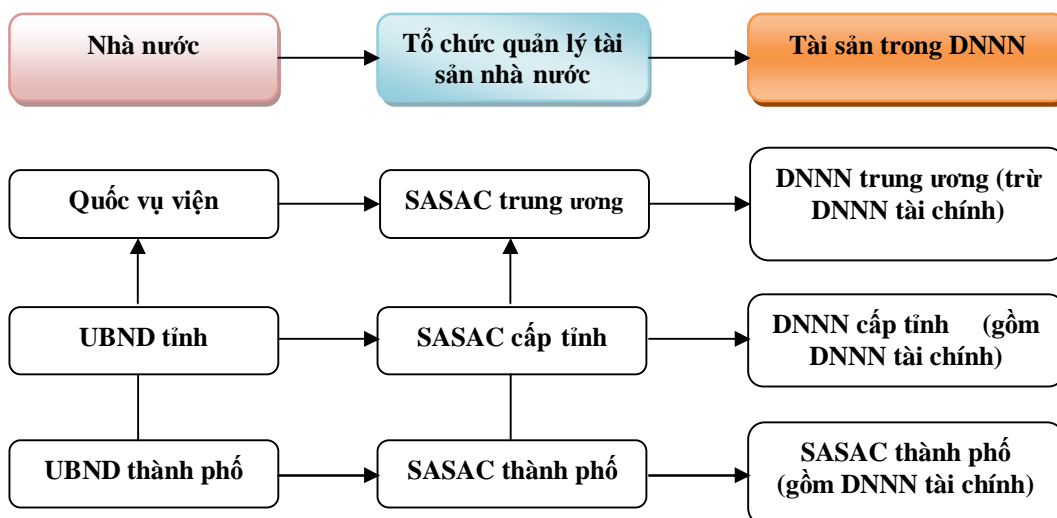 Nhà nước
Tổ chức quản lý tài
sản nhà nước
Tài sản trong DNNN
Quốc vụ viện
SASAC trung ương
DNNN trung ương (trừ
DNNN tài chính)
UBND tỉnh
SASAC cấp tỉnh
DNNN cấp tỉnh (gồm
DNNN tài chính)
UBND thành phố
SASAC thành phố
SASAC thành phố
(gồm DNNN tài chính)